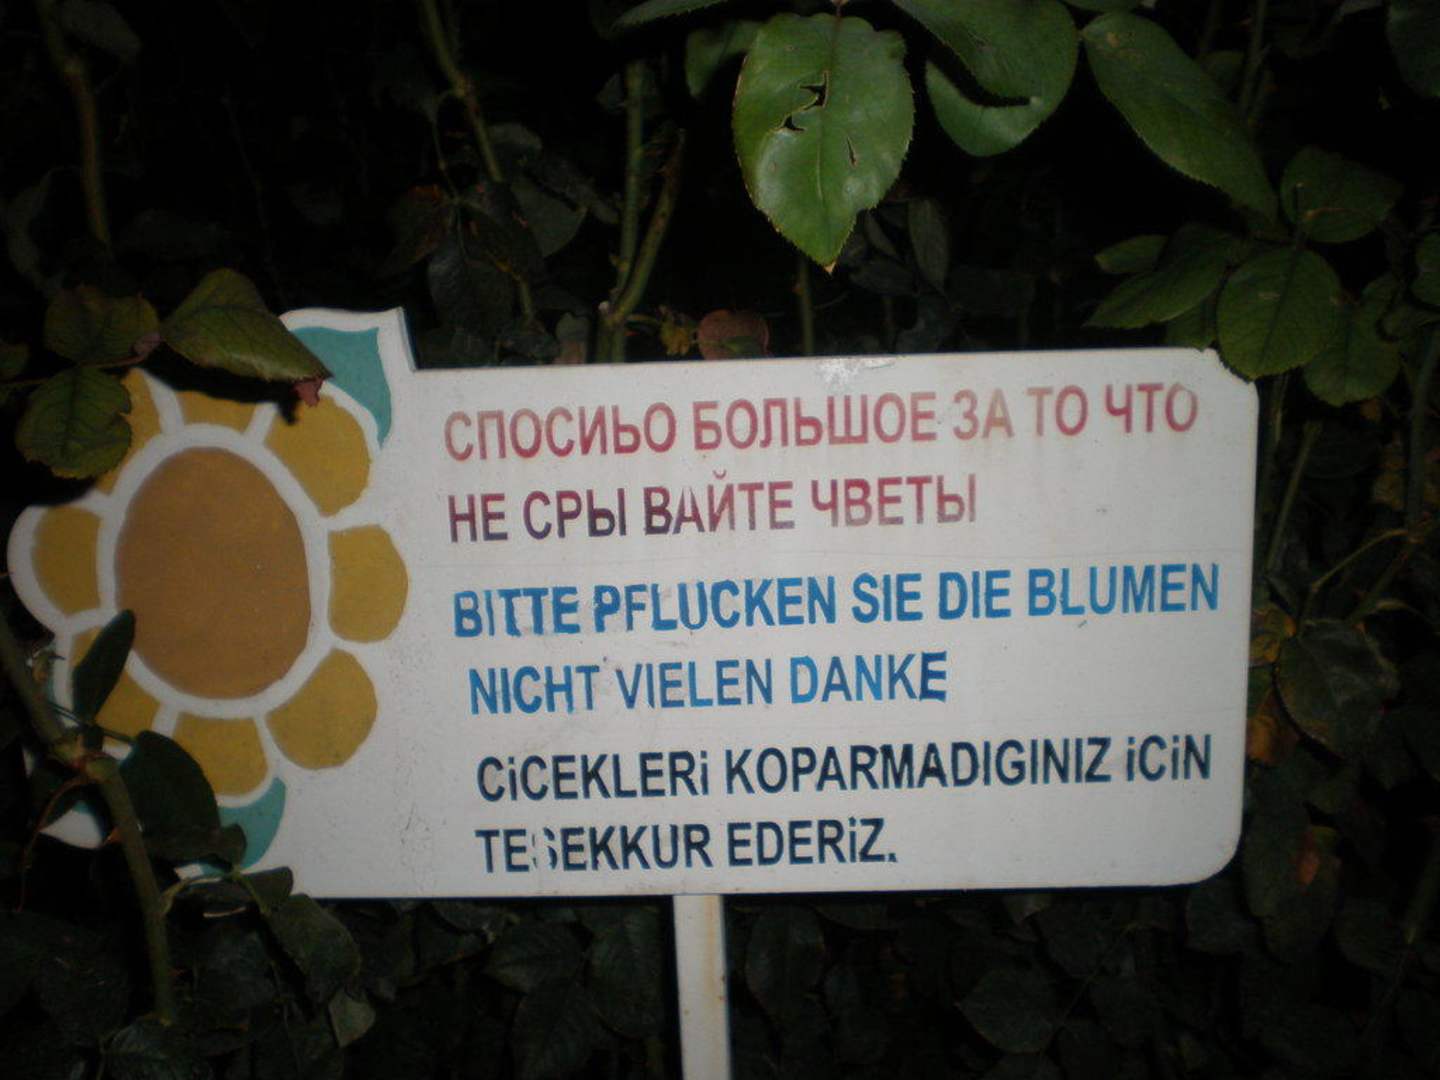 СПОСИЬО БОЛЬШОЕ ЗА ТО ЧТО
НЕ СРЫ ВАЙТЕ ЧВЕТЫ
BITTE PFLUCKEN SIE DIE BLUMEN
NICHT VIELEN DANKE
CiCEKLERi KOPARMADIGINIZ iCiN
TEŞEKKUR EDERiZ.